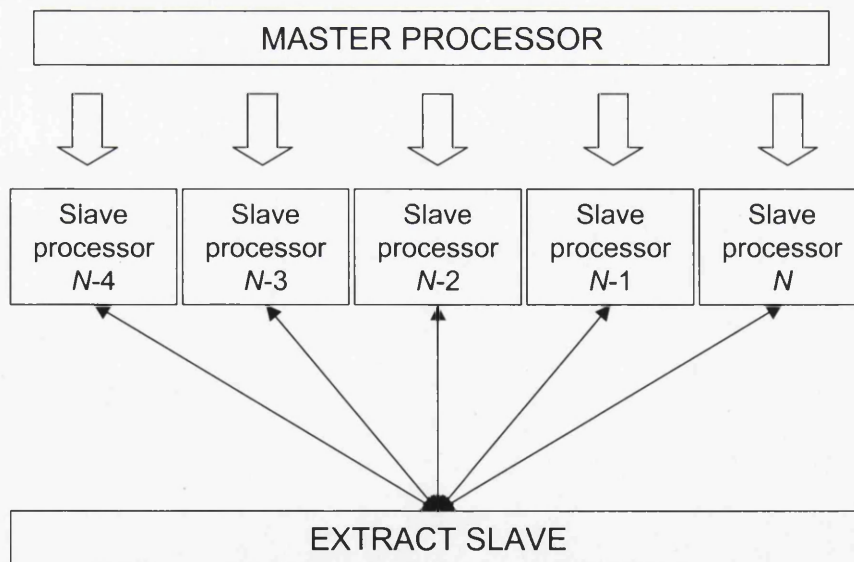 MASTER PROCESSOR
Slave
processor
N-4
Slave
processor
N-3
Slave
processor
N-2
Slave
processor
N-1
Slave
processor
N
EXTRACT SLAVE